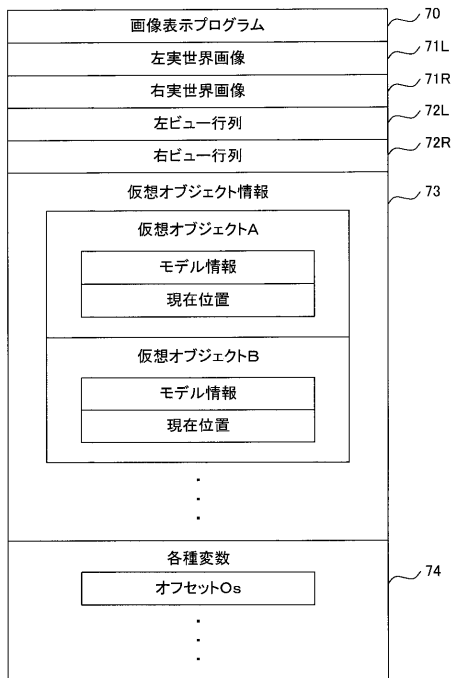 画像表示プログラム 70
左実世界画像 71L
右実世界画像 71R
左ビュー行列 72L
右ビュー行列 72R
仮想オブジェクト情報 73
仮想オブジェクトA
モデル情報
現在位置
仮想オブジェクトB
モデル情報
現在位置
各種変数 74
オフセットOs